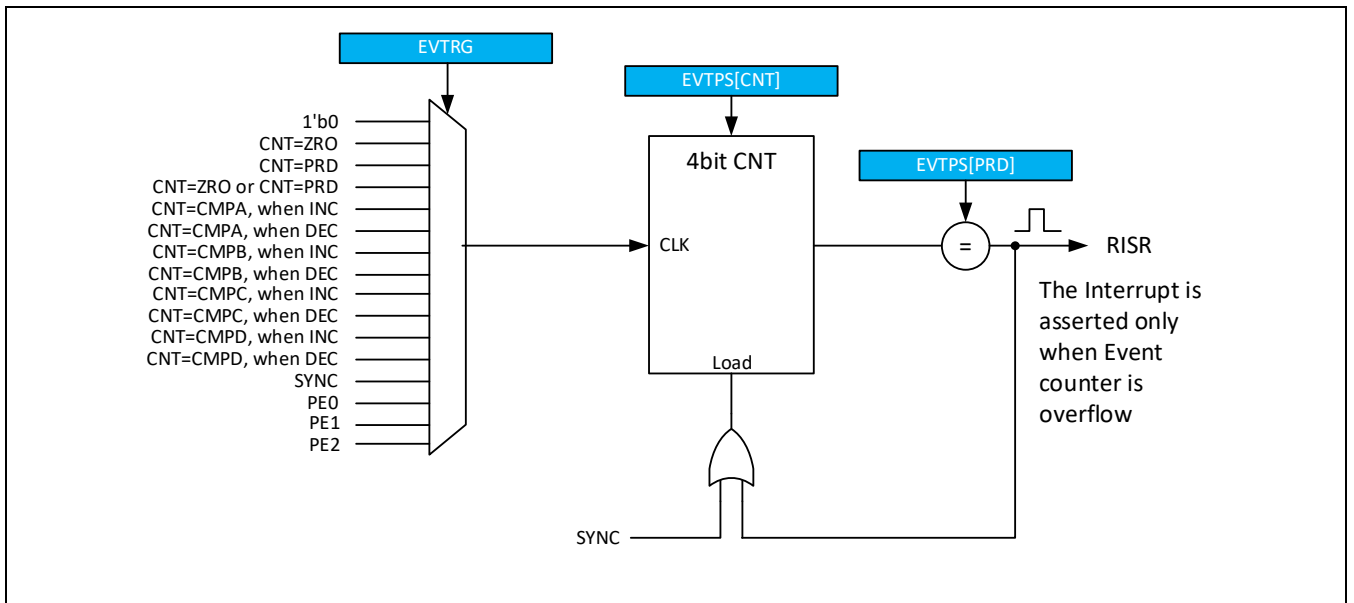 EVTRG
EVTPS[CNT]
1'b0
CNT=ZRO
CNT=PRD
CNT=ZRO or CNT=PRD
CNT=CMPA, when INC
CNT=CMPA, when DEC
CNT=CMPB, when INC
CNT=CMPB, when DEC
CNT=CMPC, when INC
CNT=CMPC, when DEC
CNT=CMPD, when INC
CNT=CMPD, when DEC
SYNC
PE0
PE1
PE2
4bit CNT
CLK
Load
EVTPS[PRD]
=
RISR
The Interrupt is
asserted only
when Event
counter is
overflow
SYNC